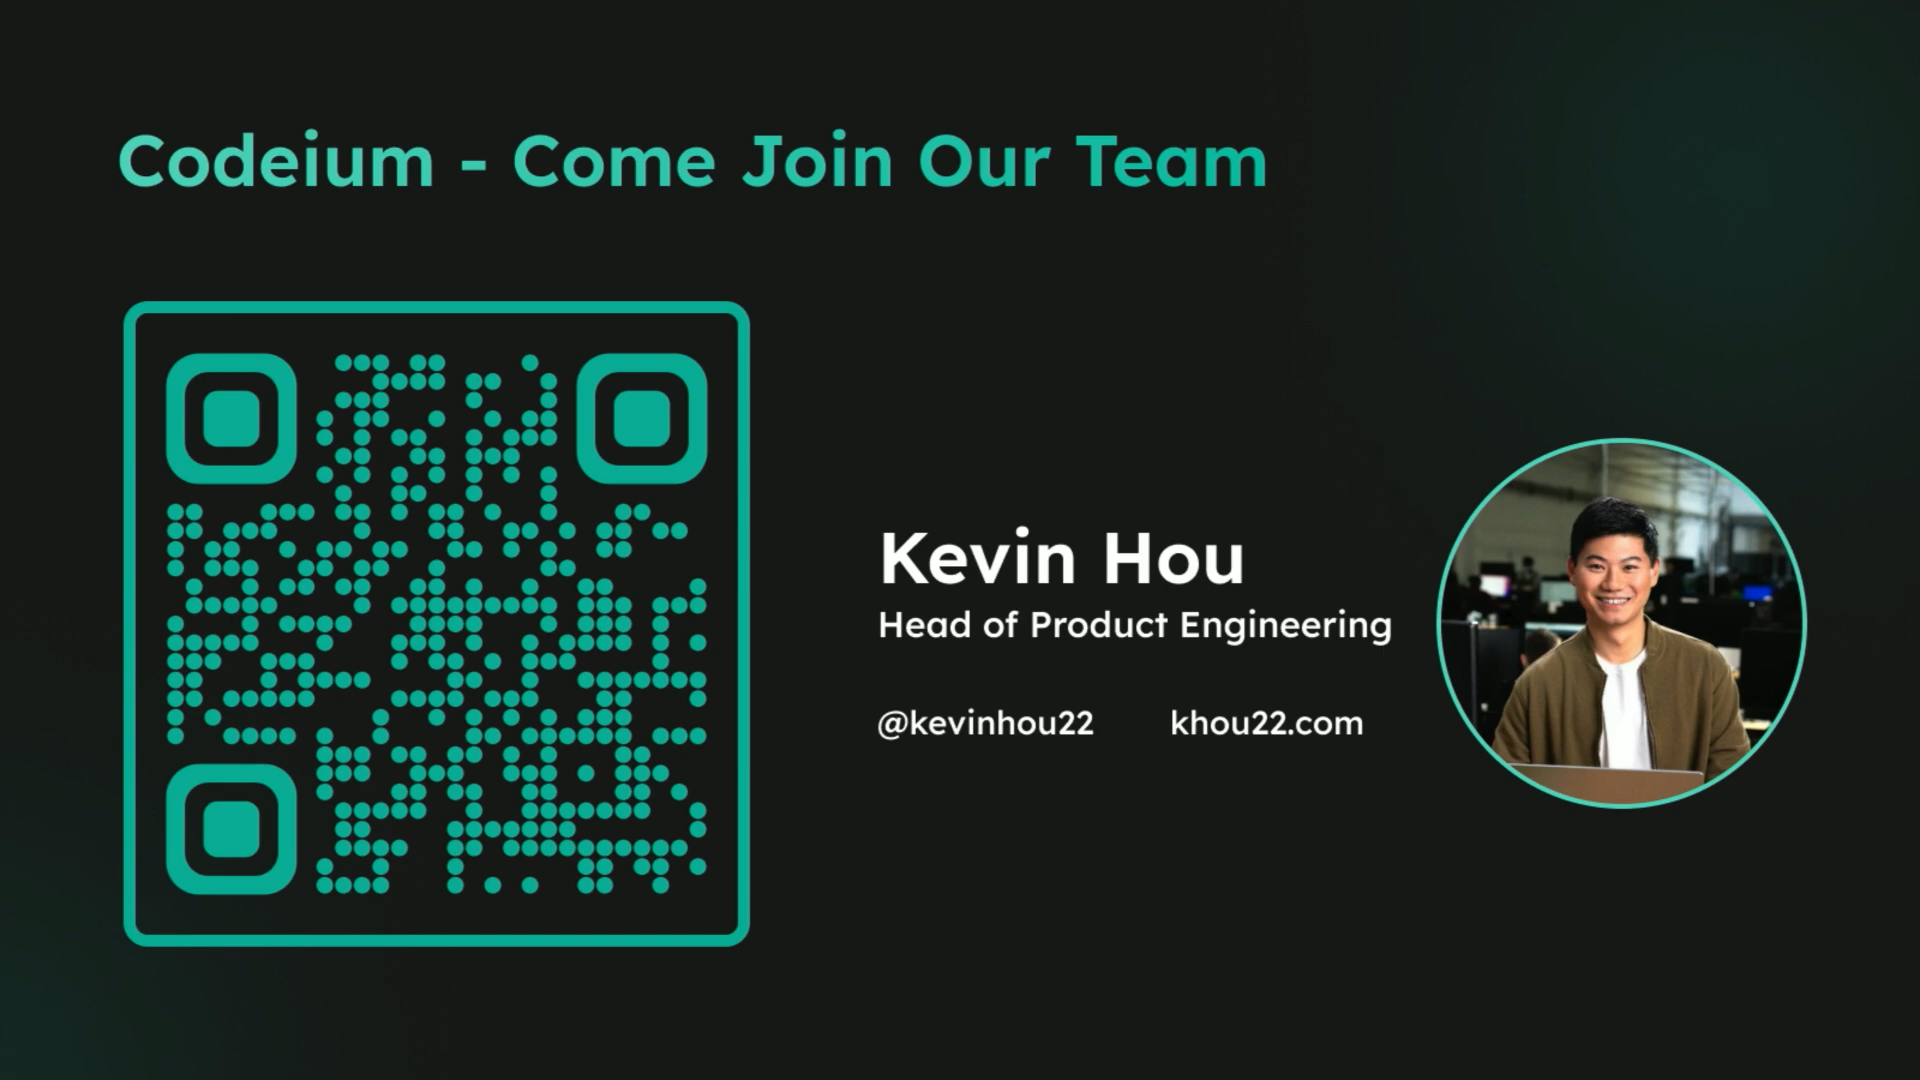 Codeium - Come Join Our Team
Kevin Hou
Head of Product Engineering
@kevinhou22 khou22.com